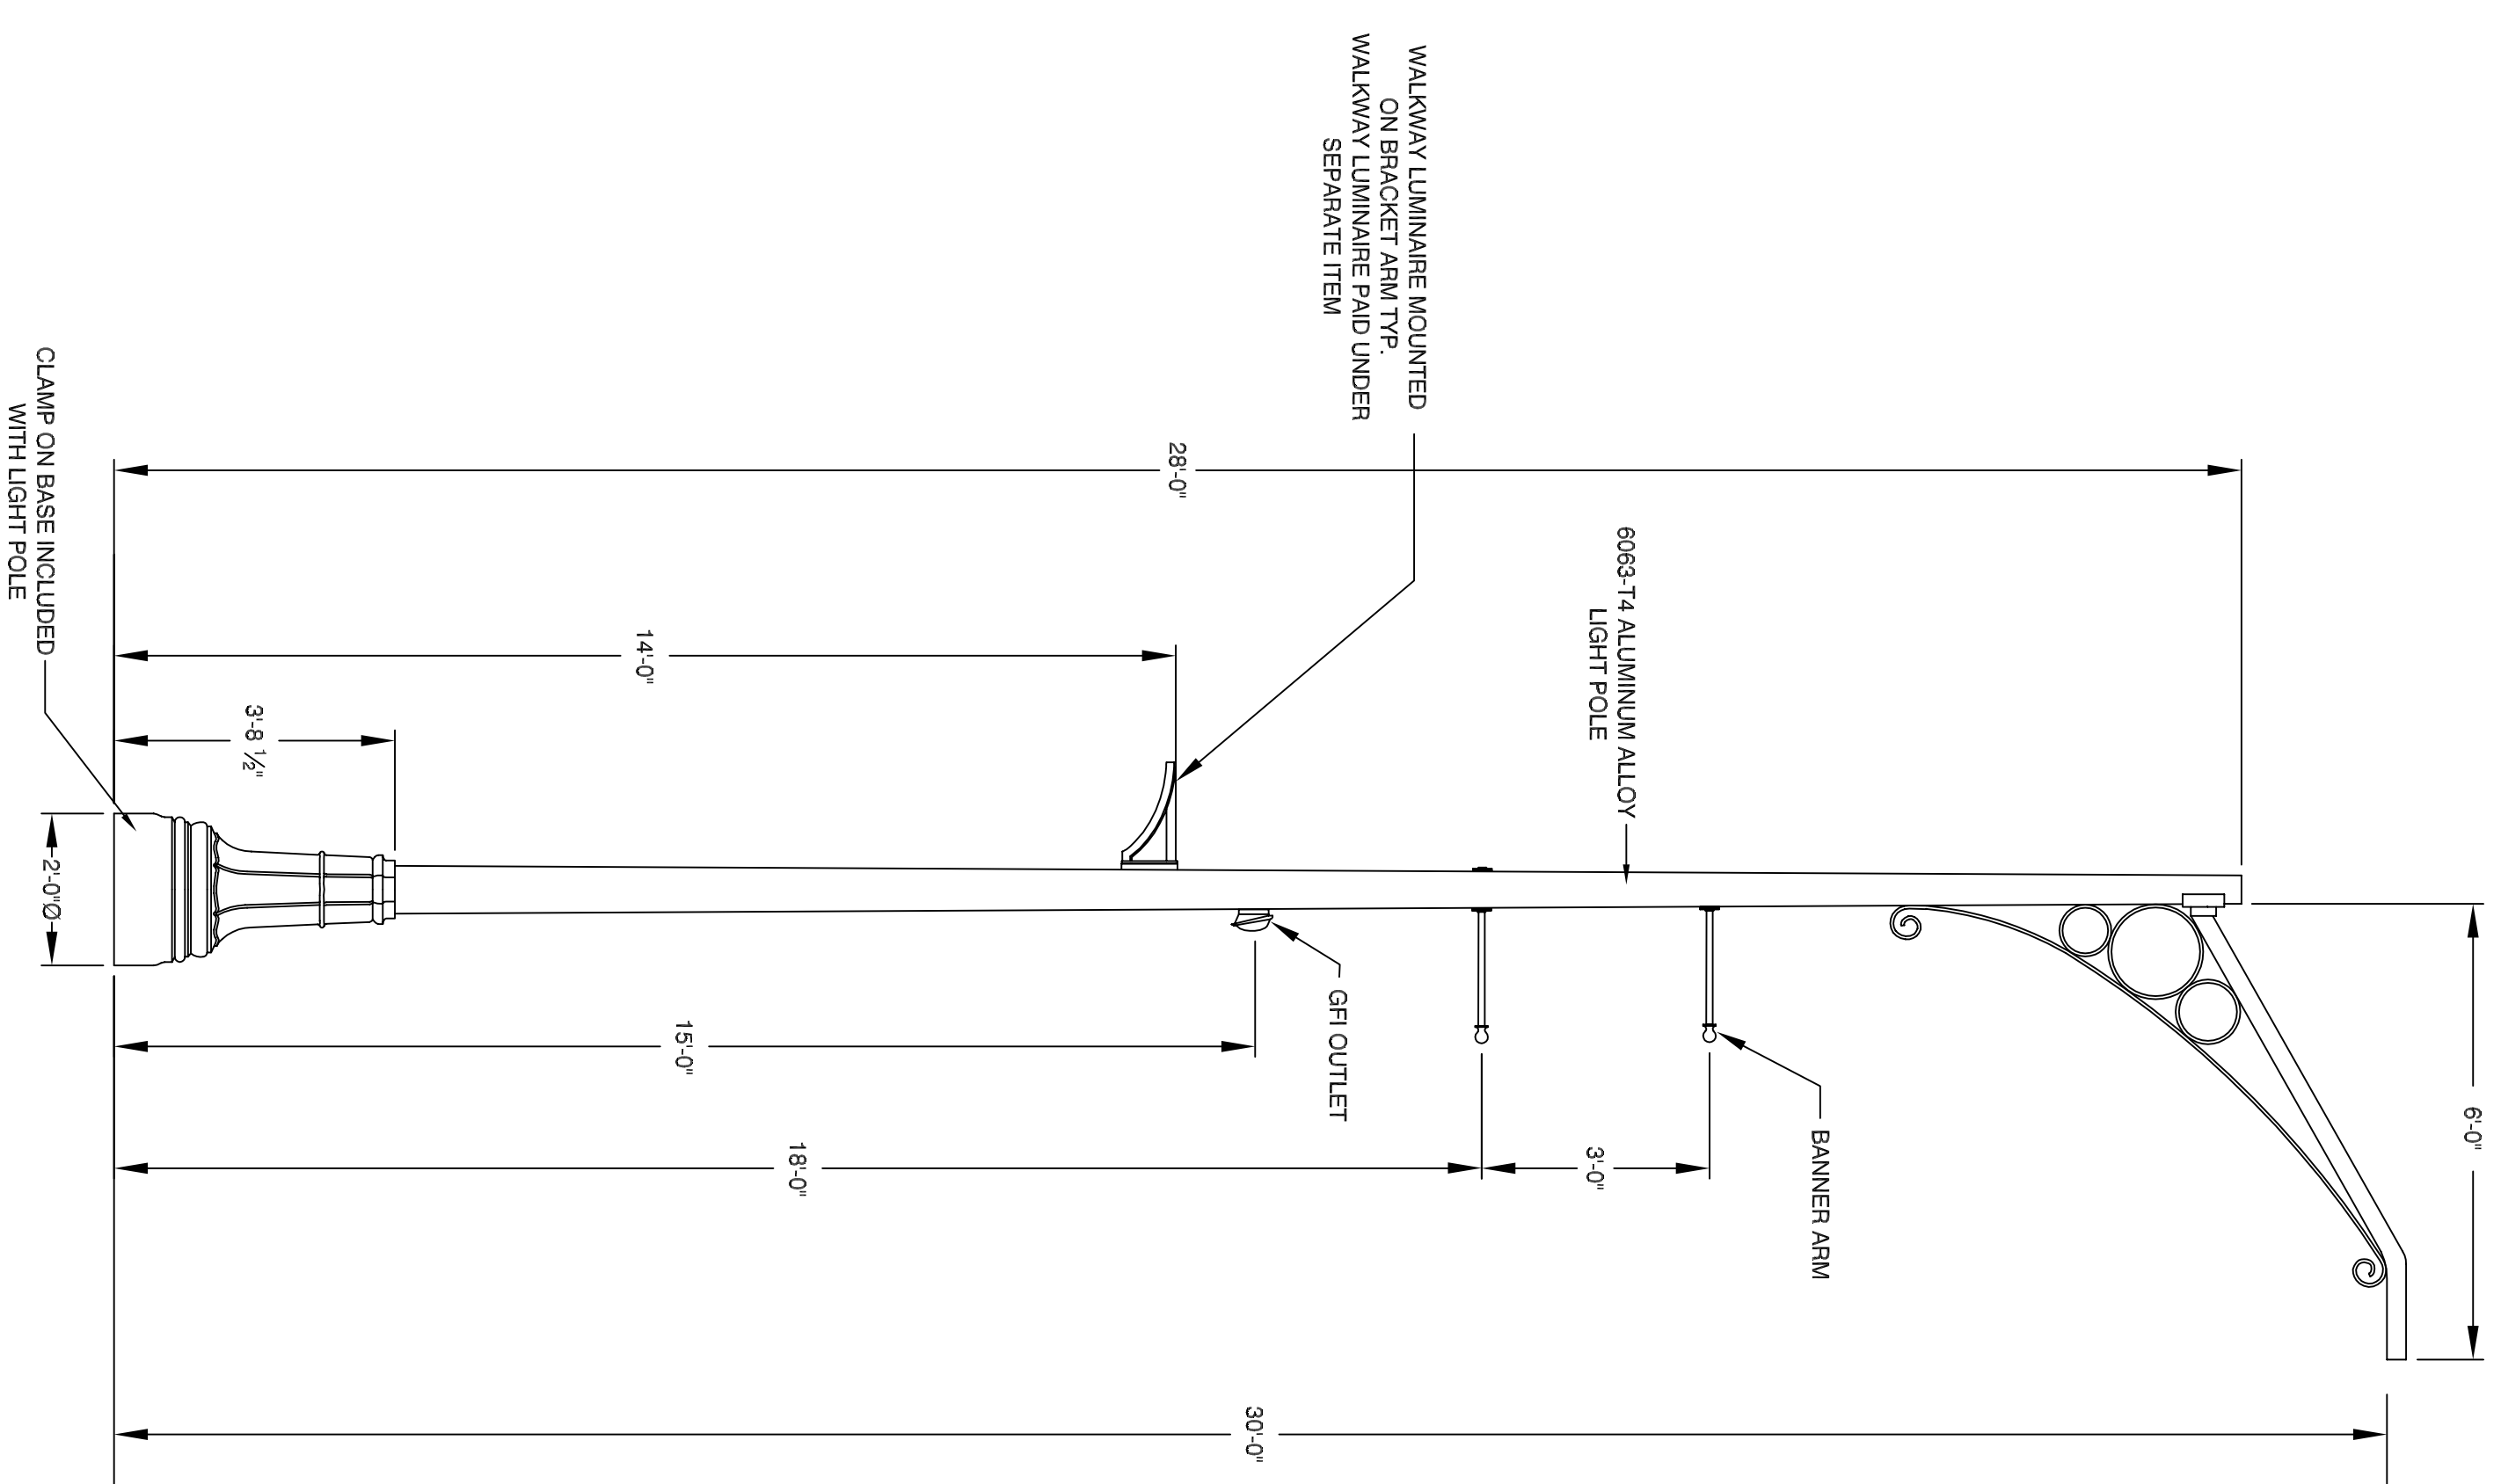 6'-0"
28'-0"
6063-T4 ALUMINUM ALLOY
LIGHT POLE
BANNER ARM
3'-0"
WALKWAY LUMINAIRE MOUNTED
ON BRACKET ARM TYP.
WALKWAY LUMINAIRE PAID UNDER
SEPARATE ITEM
GFI OUTLET
30'-0"
18'-0"
15'-0"
14'-0"
3'-8 ½"
2'-0"Ø
CLAMP ON BASE INCLUDED
WITH LIGHT POLE